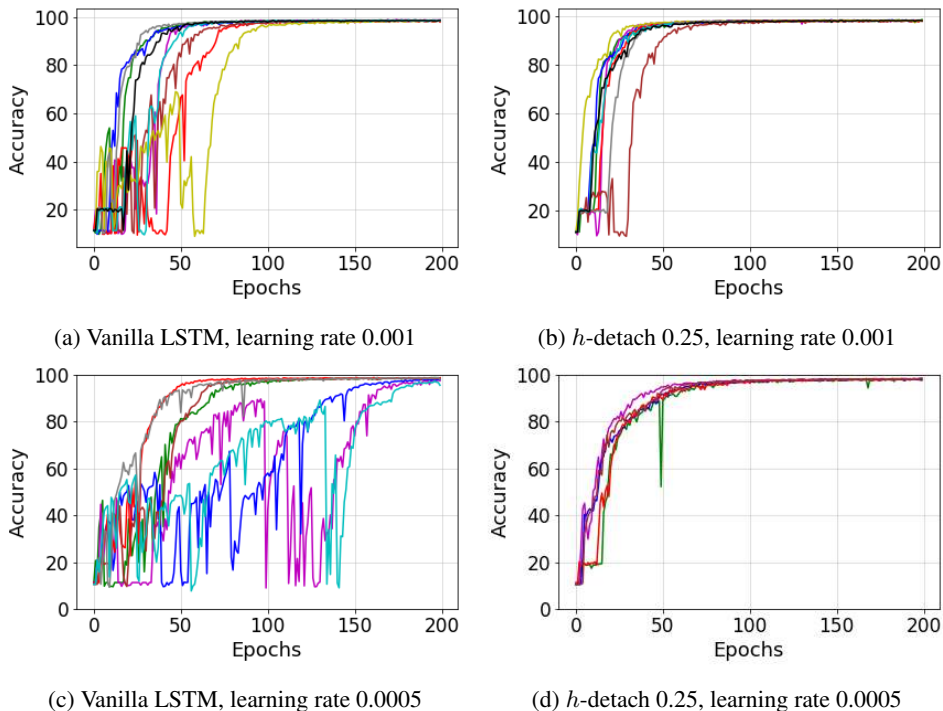 100
80
60
40
20
Accuracy
0 50 100 150 200
Epochs
(a) Vanilla LSTM, learning rate 0.001
100
80
60
40
20
Accuracy
0 50 100 150 200
Epochs
(b) h-detach 0.25, learning rate 0.001
100
80
60
40
20
0
Accuracy
0 50 100 150 200
Epochs
(c) Vanilla LSTM, learning rate 0.0005
100
80
60
40
20
0
Accuracy
0 50 100 150 200
Epochs
(d) h-detach 0.25, learning rate 0.0005